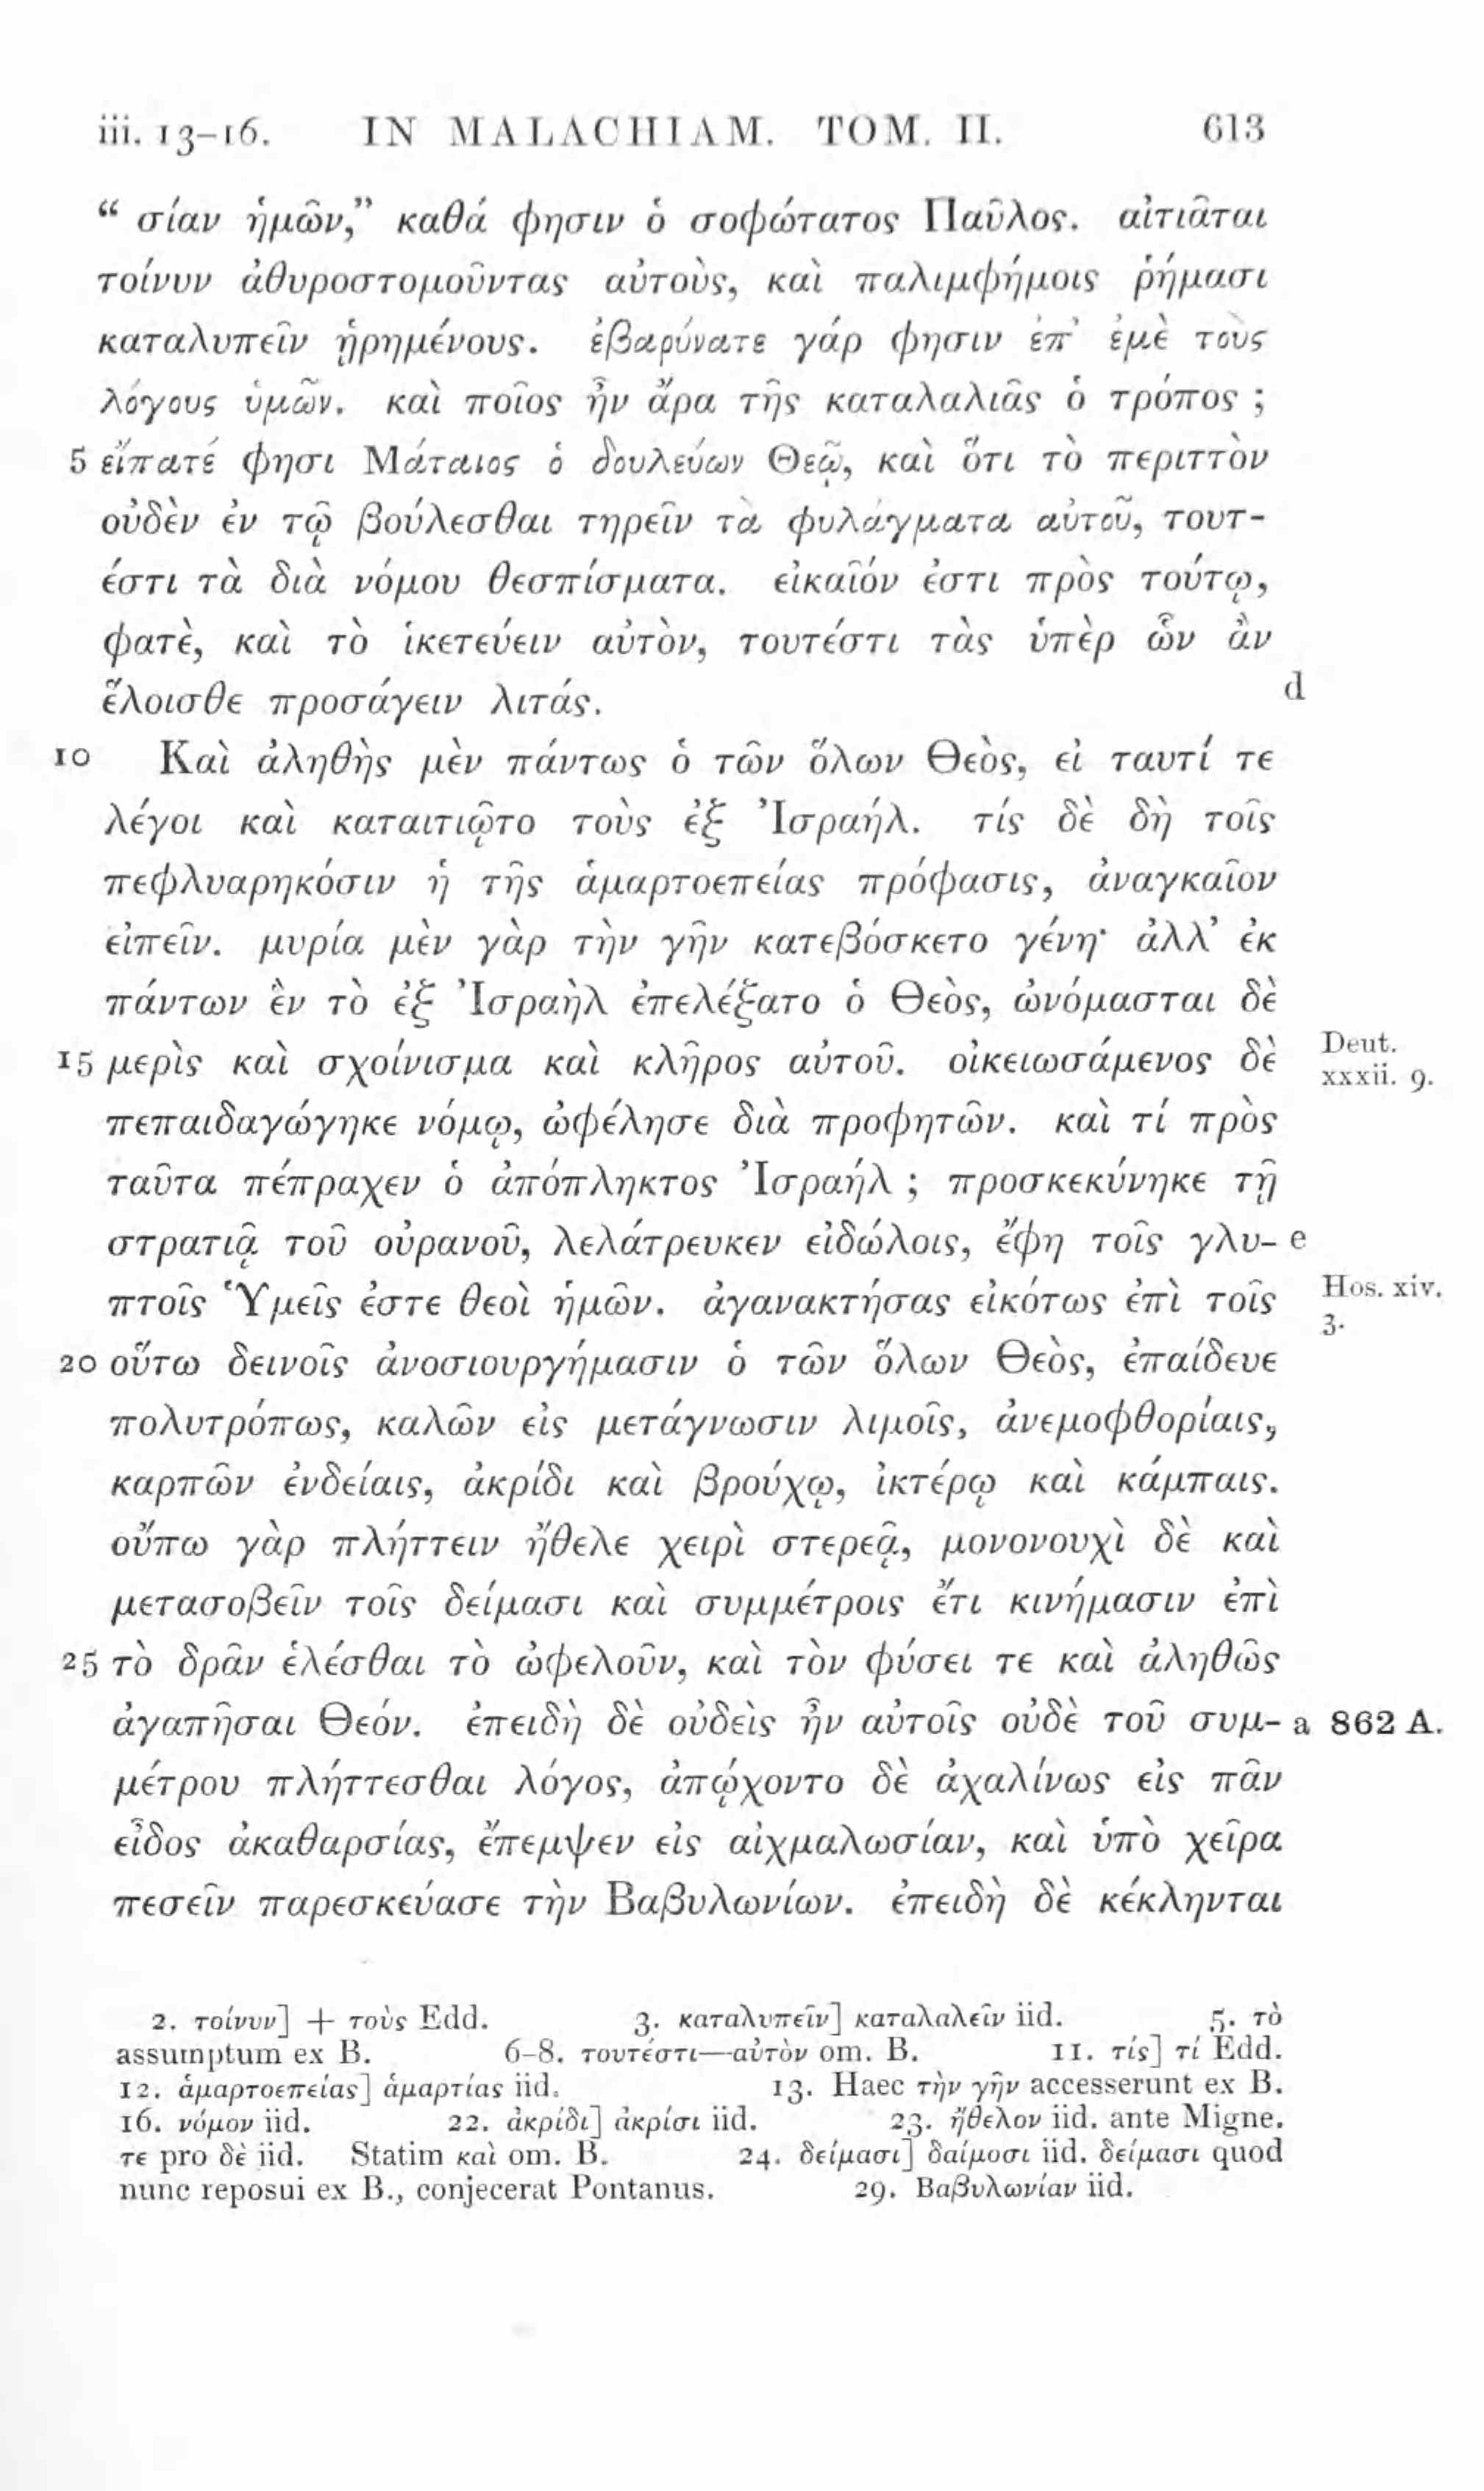 iii. 13–16. IN MALACHIAM. TOM. II. 613
“ σίαν ἡμῶν,” καθά φησιν ὁ σοφώτατος Παῦλος. αἰτιᾶται
τοίνυν ἀθυροστομοῦντας αὐτοὺς, καὶ παλιμφήμοις ῥήμασι
καταλυπεῖν ᾑρημένους. ἐβαρύνατε γάρ φησιν ἐπ’ ἐμὲ τοὺς
λόγους ὑμῶν. καὶ ποῖος ἦν ἄρα τῆς καταλαλιᾶς ὁ τρόπος ;
5 εἴπατέ φησι Μάταιος ὁ δουλεύων Θεῷ, καὶ ὅτι τὸ περιττὸν
οὐδὲν ἐν τῷ βούλεσθαι τηρεῖν τὰ φυλάγματα αὐτοῦ, τουτ-
έστι τὰ διὰ νόμου θεσπίσματα. εἰκαῖόν ἐστι πρὸς τούτῳ,
φατὲ, καὶ τὸ ἱκετεύειν αὐτὸν, τουτέστι τὰς ὑπὲρ ὧν ἂν
ἕλοισθε προσάγειν λιτάς. d
10 Καὶ ἀληθὴς μὲν πάντως ὁ τῶν ὅλων Θεὸς, εἰ ταυτί τε
λέγοι καὶ καταιτιῷτο τοὺς ἐξ Ἰσραήλ. τίς δὲ δὴ τοῖς
πεφλυαρηκόσιν ἡ τῆς ἁμαρτοεπείας πρόφασις, ἀναγκαῖον
εἰπεῖν. μυρία μὲν γὰρ τὴν γῆν κατεβόσκετο γένη· ἀλλ’ ἐκ
πάντων ἓν τὸ ἐξ Ἰσραὴλ ἐπελέξατο ὁ Θεὸς, ὠνόμασται δὲ
15 μερὶς καὶ σχοίνισμα καὶ κλῆρος αὐτοῦ. οἰκειωσάμενος δὲ Deut. xxxii. 9.
πεπαιδαγώγηκε νόμῳ, ὠφέλησε διὰ προφητῶν. καὶ τί πρὸς
ταῦτα πέπραχεν ὁ ἀπόπληκτος Ἰσραήλ ; προσκεκύνηκε τῇ
στρατιᾷ τοῦ οὐρανοῦ, λελάτρευκεν εἰδώλοις, ἔφη τοῖς γλυ- e
πτοῖς Ὑμεῖς ἐστε θεοὶ ἡμῶν. ἀγανακτήσας εἰκότως ἐπὶ τοῖς Hos. xiv. 3.
20 οὕτω δεινοῖς ἀνοσιουργήμασιν ὁ τῶν ὅλων Θεὸς, ἐπαίδευε
πολυτρόπως, καλῶν εἰς μετάγνωσιν λιμοῖς, ἀνεμοφθορίαις,
καρπῶν ἐνδείαις, ἀκρίδι καὶ βρούχῳ, ἰκτέρῳ καὶ κάμπαις.
οὔπω γὰρ πλήττειν ἤθελε χειρὶ στερεᾷ, μονονουχὶ δὲ καὶ
μετασοβεῖν τοῖς δείμασι καὶ συμμέτροις ἔτι κινήμασιν ἐπὶ
25 τὸ δρᾶν ἑλέσθαι τὸ ὠφελοῦν, καὶ τὸν φύσει τε καὶ ἀληθῶς
ἀγαπῆσαι Θεόν. ἐπειδὴ δὲ οὐδεὶς ἦν αὐτοῖς οὐδὲ τοῦ συμ- a 862 A.
μέτρου πλήττεσθαι λόγος, ἀπῴχοντο δὲ ἀχαλίνως εἰς πᾶν
εἶδος ἀκαθαρσίας, ἔπεμψεν εἰς αἰχμαλωσίαν, καὶ ὑπὸ χεῖρα
πεσεῖν παρεσκεύασε τὴν Βαβυλωνίων. ἐπειδὴ δὲ κέκληνται
2. τοίνυν] + τοὺς Edd. 3. καταλυπεῖν] καταλαλεῖν iid. 5. τὸ
assumptum ex B. 6–8. τουτέστι—αὐτὸν om. B. 11. τίς] τί Edd.
12. ἁμαρτοεπείας] ἁμαρτίας iid. 13. Haec τὴν γῆν accesserunt ex B.
16. νόμον iid. 22. ἀκρίδι] ἀκρίσι iid. 23. ἤθελον iid. ante Migne.
τε pro δὲ iid. Statim καὶ om. B. 24. δείμασι] δαίμοσι iid. δείμασι quod
nunc reposui ex B., conjecerat Pontanus. 29. Βαβυλωνίαν iid.